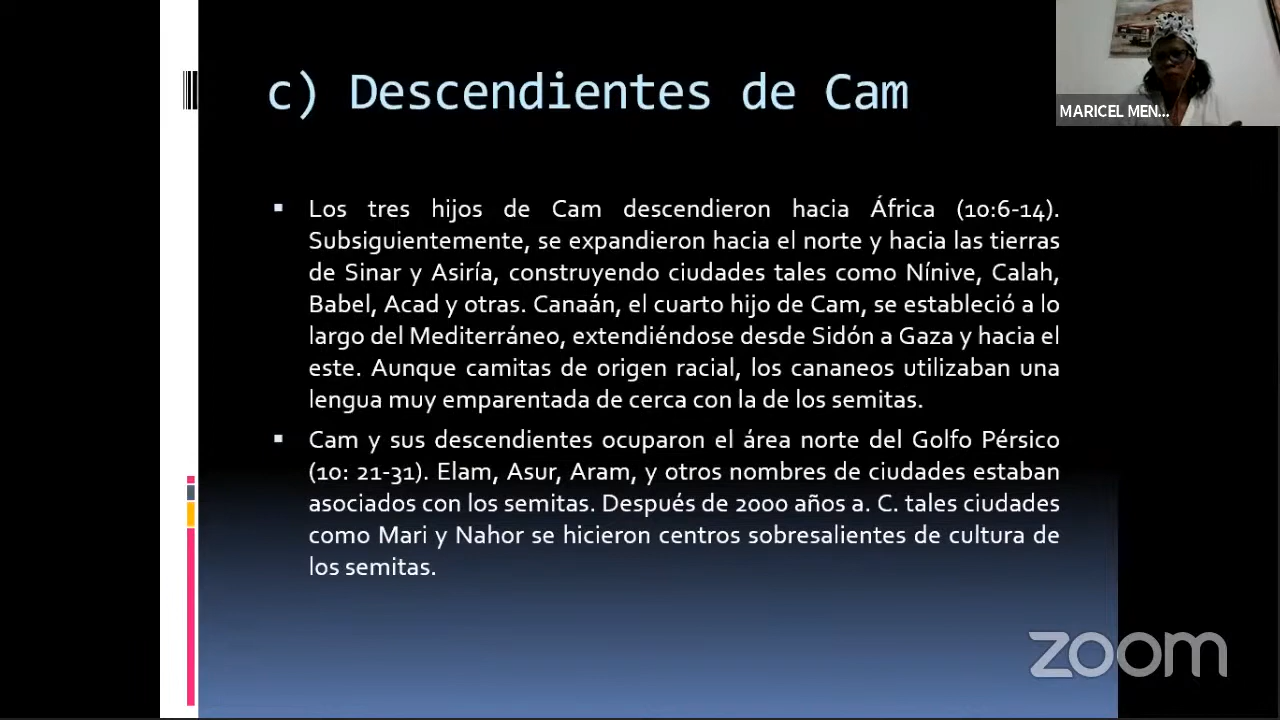 c) Descendientes de Cam
MARICEL MEN...
▪ Los tres hijos de Cam descendieron hacia África (10:6-14).
Subsiguientemente, se expandieron hacia el norte y hacia las tierras
de Sinar y Asiría, construyendo ciudades tales como Nínive, Calah,
Babel, Acad y otras. Canaán, el cuarto hijo de Cam, se estableció a lo
largo del Mediterráneo, extendiéndose desde Sidón a Gaza y hacia el
este. Aunque camitas de origen racial, los cananeos utilizaban una
lengua muy emparentada de cerca con la de los semitas.
▪ Cam y sus descendientes ocuparon el área norte del Golfo Pérsico
(10: 21-31). Elam, Asur, Aram, y otros nombres de ciudades estaban
asociados con los semitas. Después de 2000 años a. C. tales ciudades
como Mari y Nahor se hicieron centros sobresalientes de cultura de
los semitas.
zoom